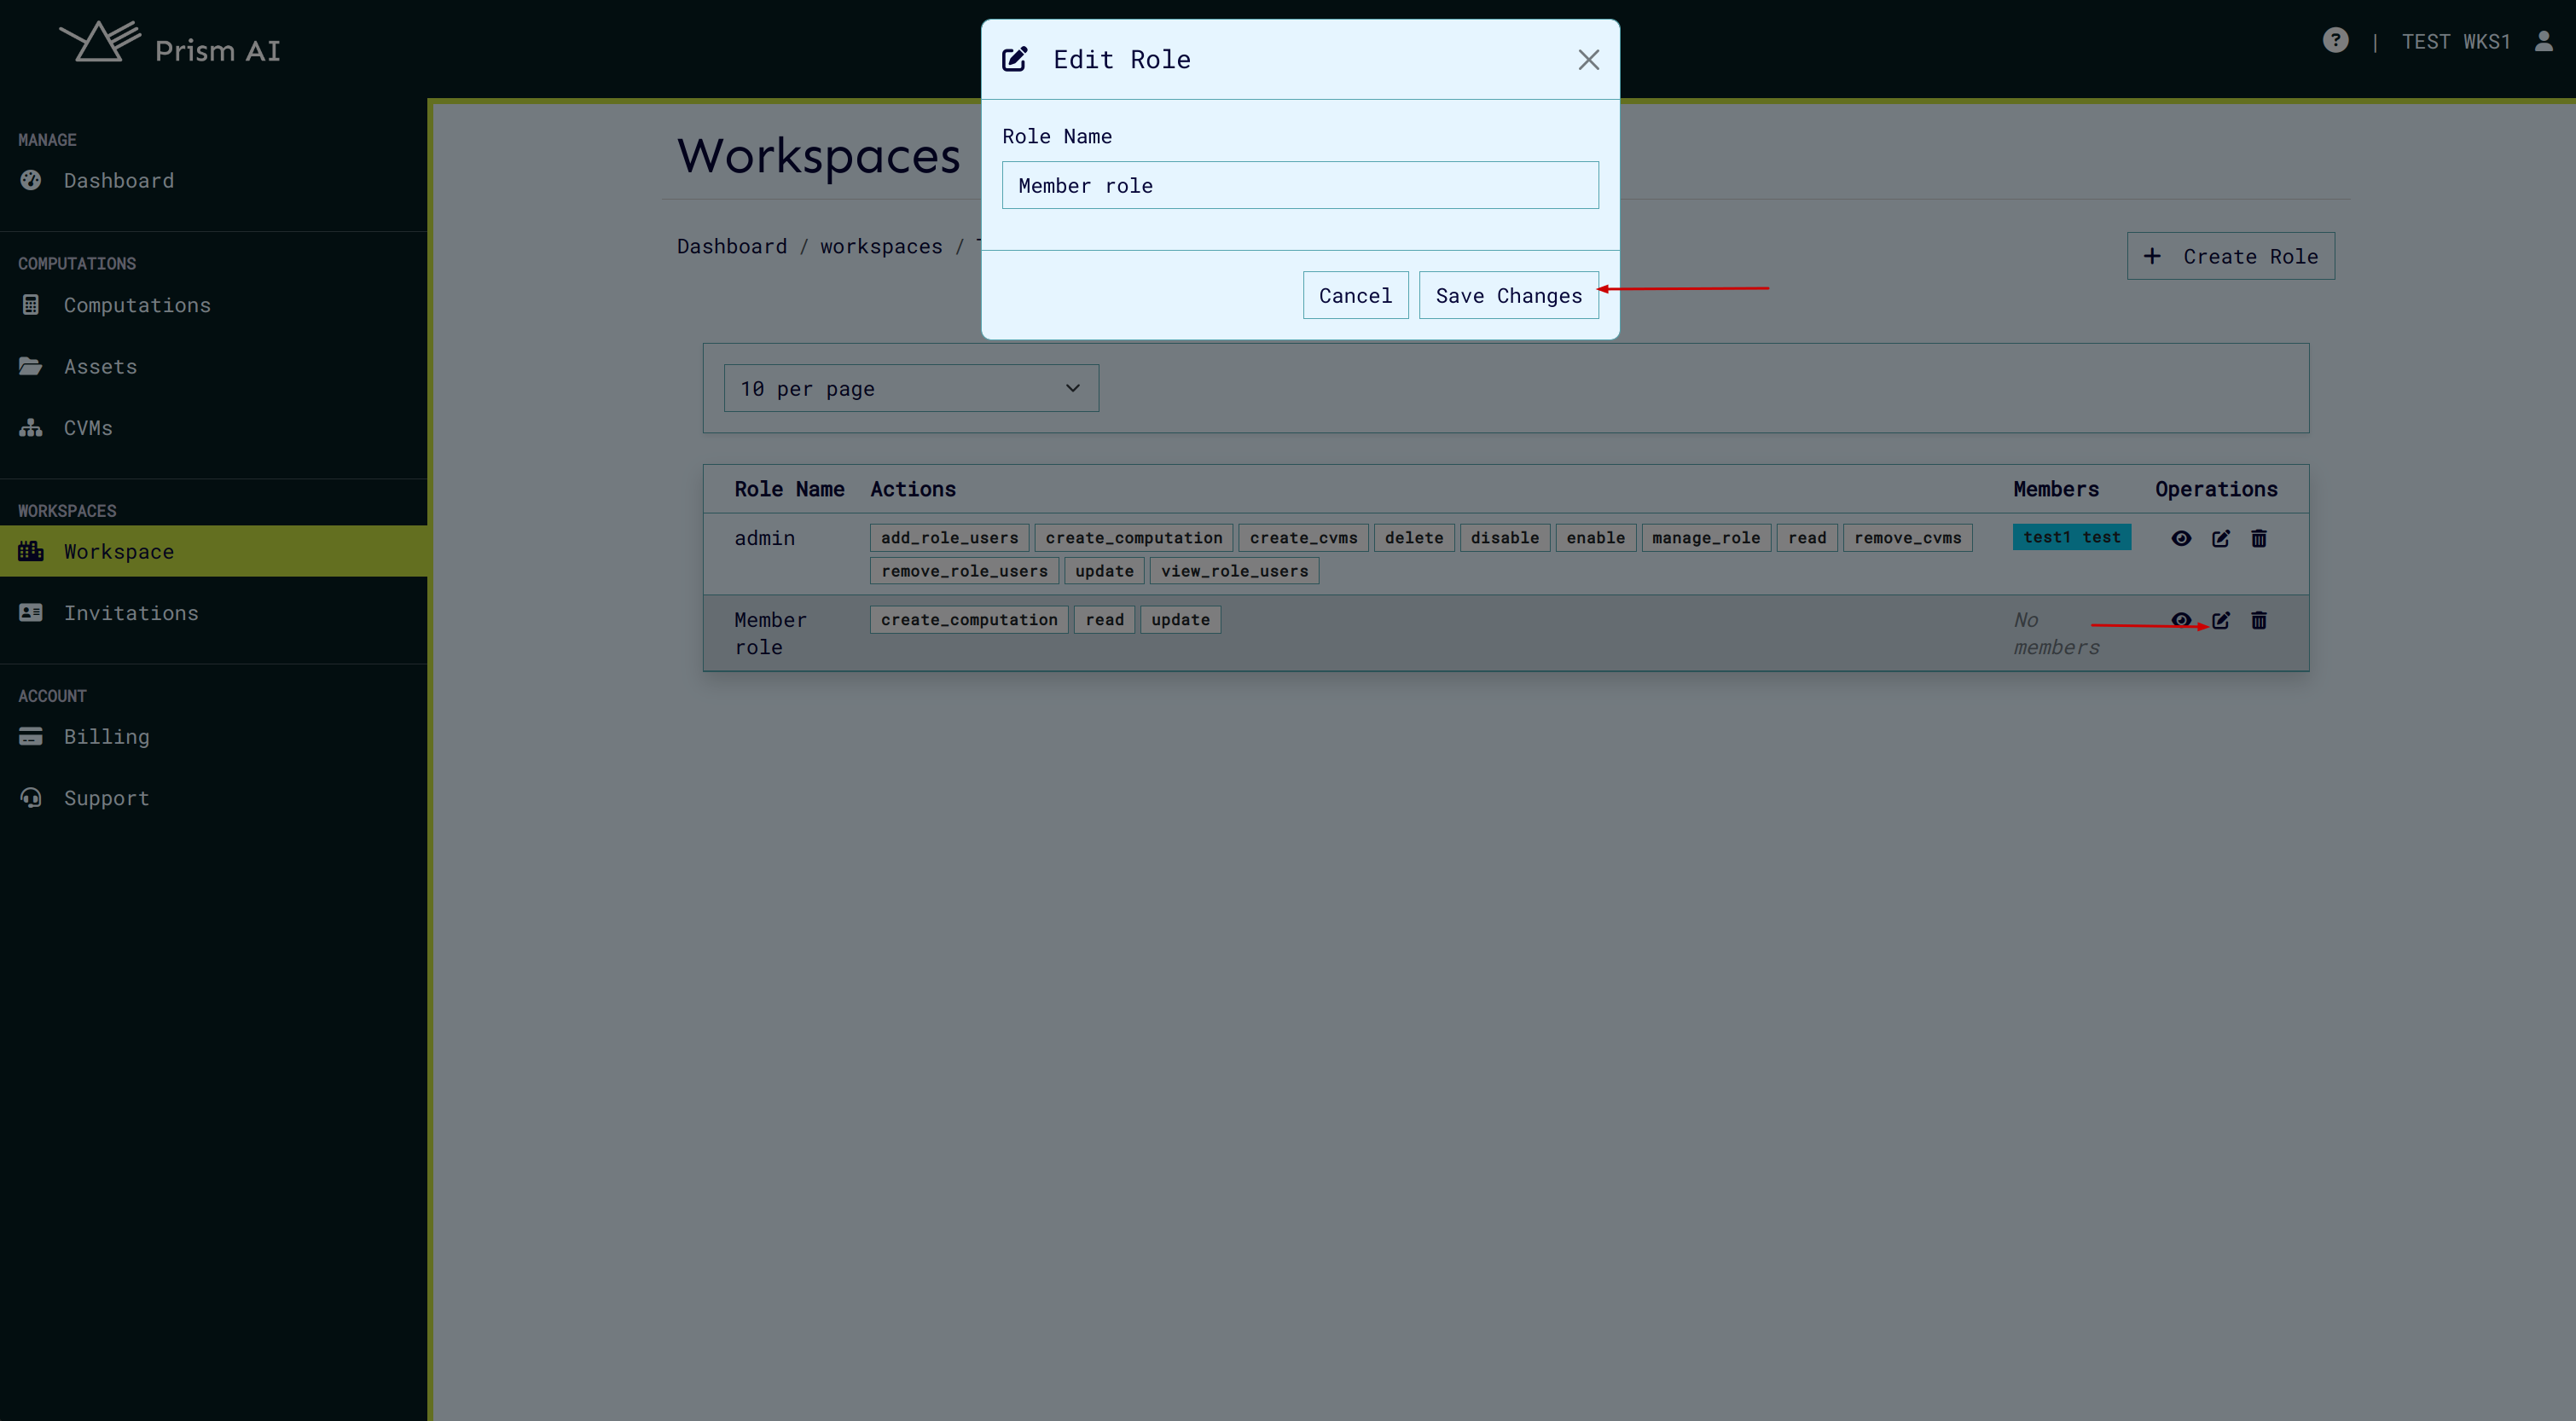 Prism AI
? | TEST WKS1
MANAGE
Dashboard
COMPUTATIONS
Computations
Assets
CVMs
WORKSPACES
Workspace
Invitations
ACCOUNT
Billing
Support
Edit Role
Role Name
Member role
Cancel
Save Changes
Workspaces
Dashboard / workspaces /
+ Create Role
10 per page
Role Name Actions Members Operations
admin add_role_users create_computation create_cvms delete disable enable manage_role read remove_cvms test1 test
remove_role_users update view_role_users
Member create_computation read update No
role members